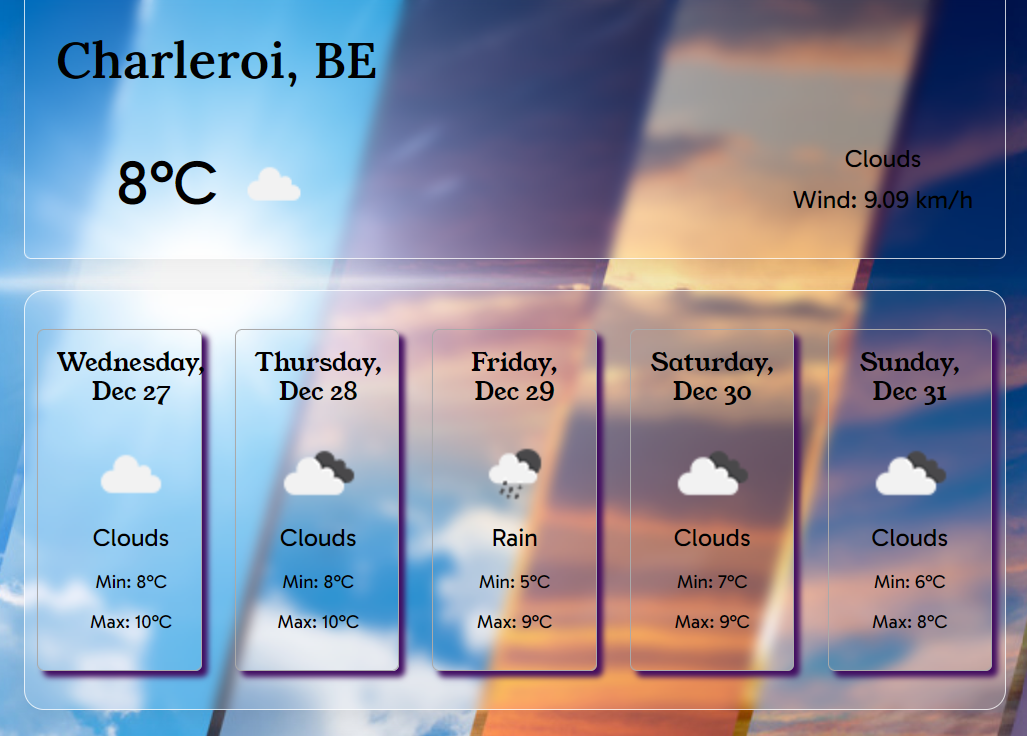 Charleroi, BE
8°C
Clouds
Wind: 9.09 km/h
Wednesday,
Dec 27
Clouds
Min: 8°C
Max: 10°C
Thursday,
Dec 28
Clouds
Min: 8°C
Max: 10°C
Friday,
Dec 29
Rain
Min: 5°C
Max: 9°C
Saturday,
Dec 30
Clouds
Min: 7°C
Max: 9°C
Sunday,
Dec 31
Clouds
Min: 6°C
Max: 8°C